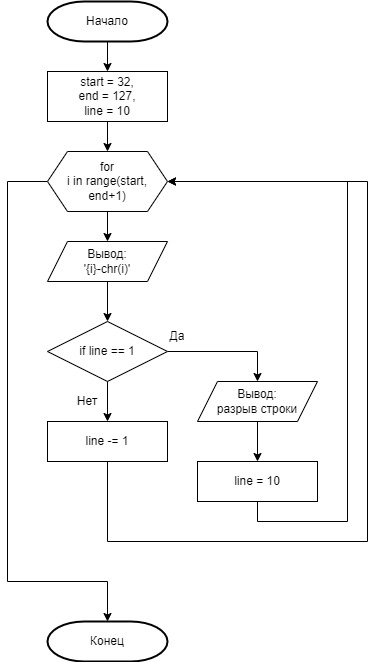 Начало
start = 32,
end = 127,
line = 10
for
i in range(start,
end+1)
Вывод:
'{i}-chr(i)'
if line == 1
Да
Нет
Вывод:
разрыв строки
line -= 1
line = 10
Конец